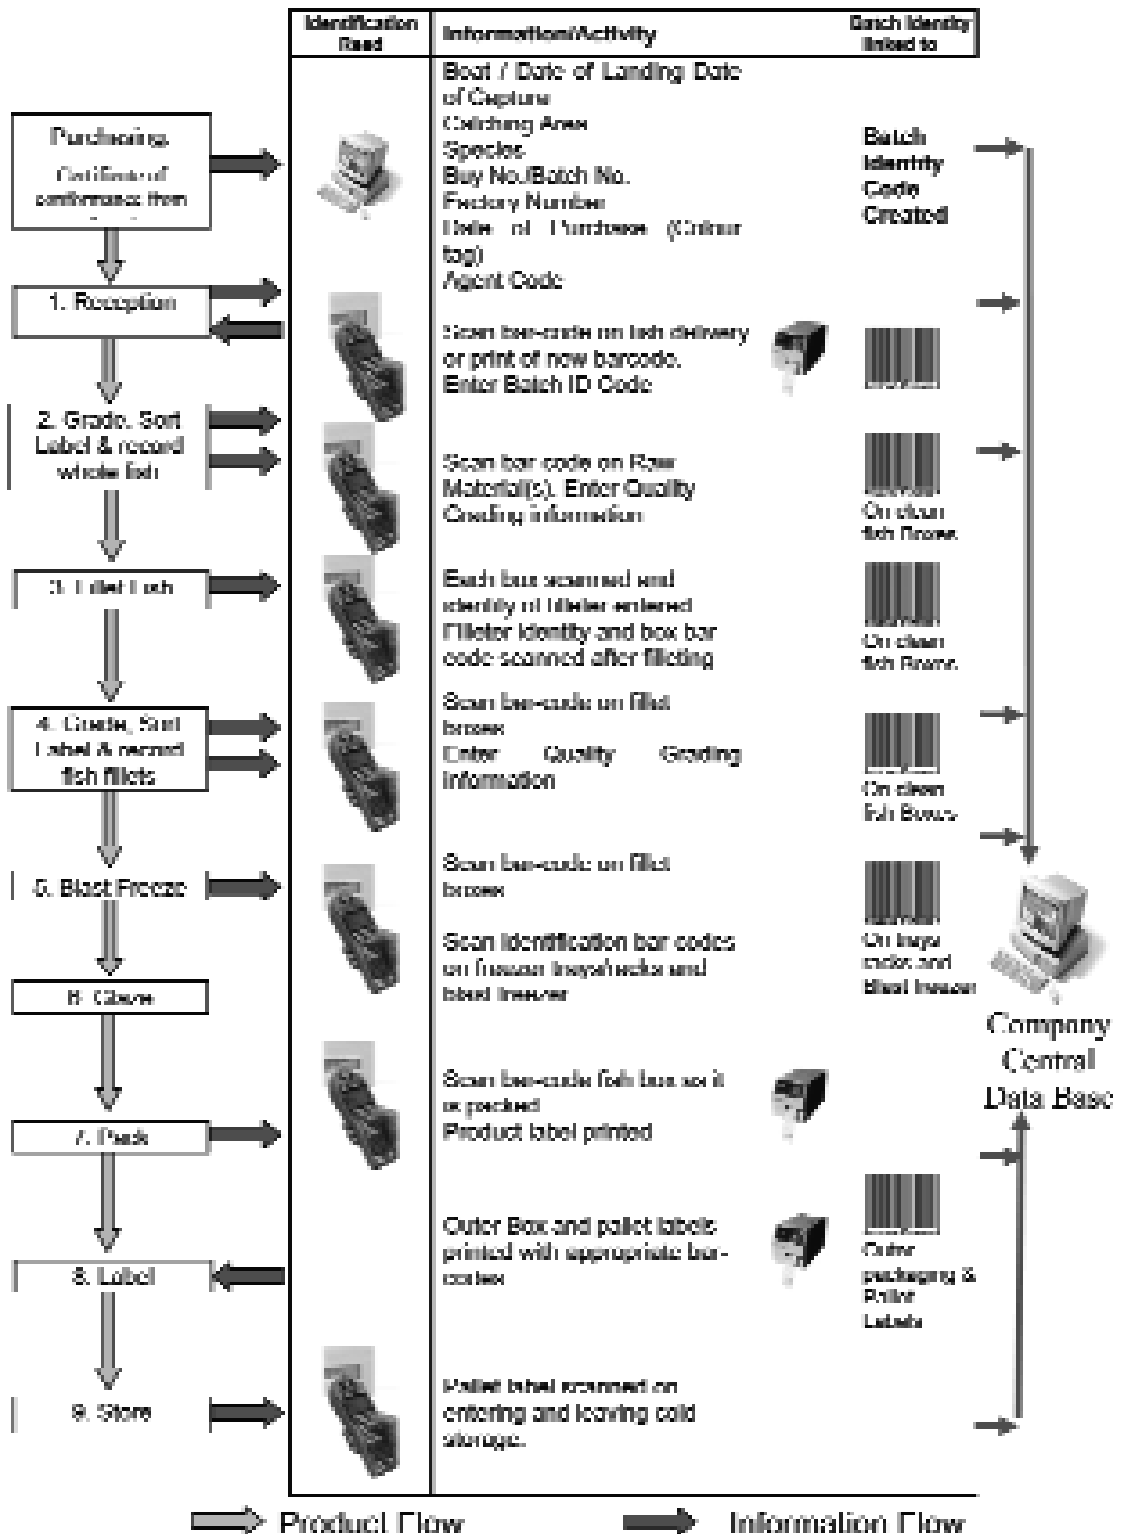 Identification
Read
Information/Activity
Batch Identity
linked to
Purchasing
Certificate of
conformance from
Boat / Date of Landing Date
of Capture
Catching Area
Species
Buy No./Batch No.
Factory Number
Date of Purchase (Colour
tag)
Agent Code
Batch
Identity
Code
Created
1. Reception
Scan bar-code on fish delivery
or print of new barcode.
Enter Batch ID Code
2. Grade, Sort
Label & record
whole fish
Scan bar code on Raw
Material(s). Enter Quality
Grading information
On clean
fish Boxes
3. Fillet Fish
Each box scanned and
identity of filleter entered
Filleter identity and box bar
code scanned after filleting
On clean
fish Boxes
4. Grade, Sort
Label & record
fish fillets
Scan bar-code on fillet
boxes
Enter Quality Grading
information
On clean
fish Boxes
5. Blast Freeze
Scan bar-code on fillet
boxes
Scan identification bar codes
on freezer trays/racks and
blast freezer
On trays
racks and
Blast freezer
Company
Central
Data Base
6. Glaze
7. Pack
Scan bar-code fish box as it
is packed
Product label printed
8. Label
Outer Box and pallet labels
printed with appropriate bar-
codes
Outer
packaging &
Pallet
Labels
9. Store
Pallet label scanned on
entering and leaving cold
storage.
Product Flow
Information Flow